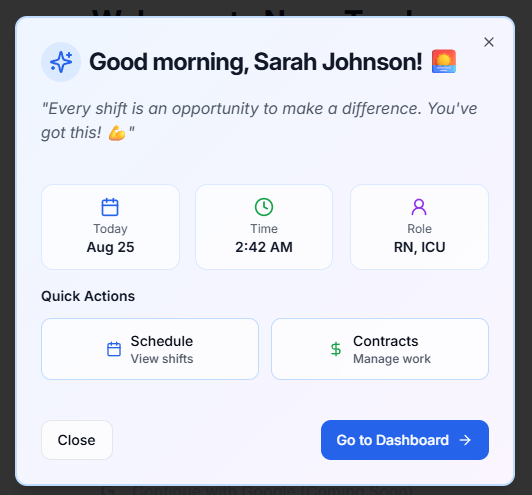 Good morning, Sarah Johnson! 🌅
"Every shift is an opportunity to make a difference. You've
got this! 💪"
Today
Aug 25
Time
2:42 AM
Role
RN, ICU
Quick Actions
Schedule
View shifts
Contracts
Manage work
Close
Go to Dashboard